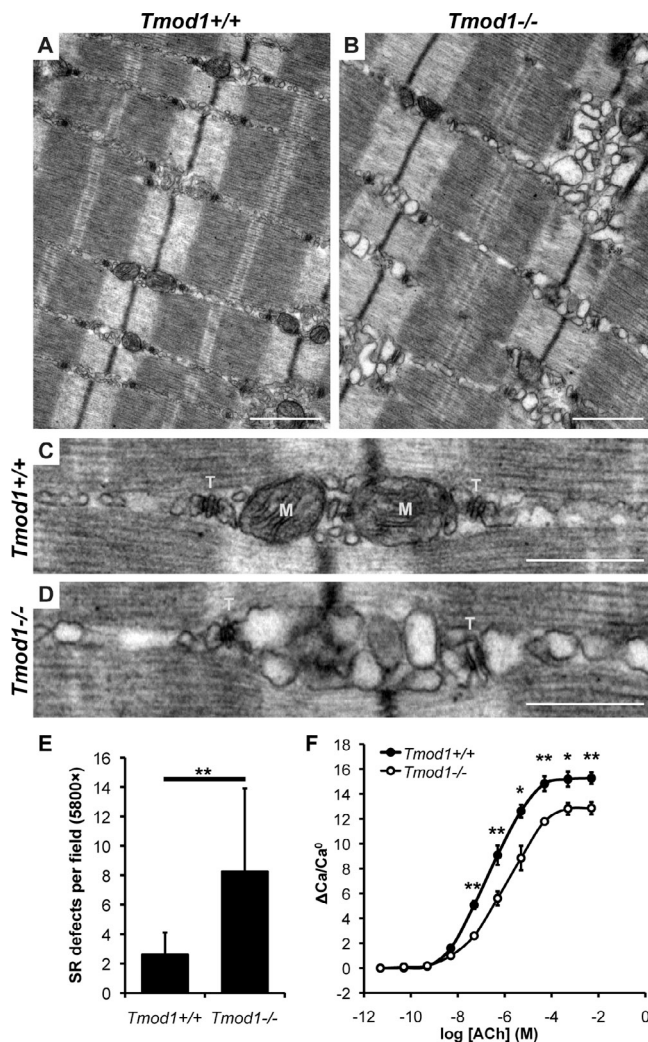 Tmod1+/+
Tmod1-/-
A
B
C
Tmod1+/+
T
M
M
T
D
Tmod1-/-
T
T
E
SR defects per field (5800×)
16
14
12
10
8
6
4
2
0
**
Tmod1+/+
Tmod1-/-
F
Tmod1+/+
Tmod1-/-
ΔCa/Ca⁰
18
16
14
12
10
8
6
4
2
0
-2
** ** * ** * **
-12 -10 -8 -6 -4 -2 0
log [ACh] (M)